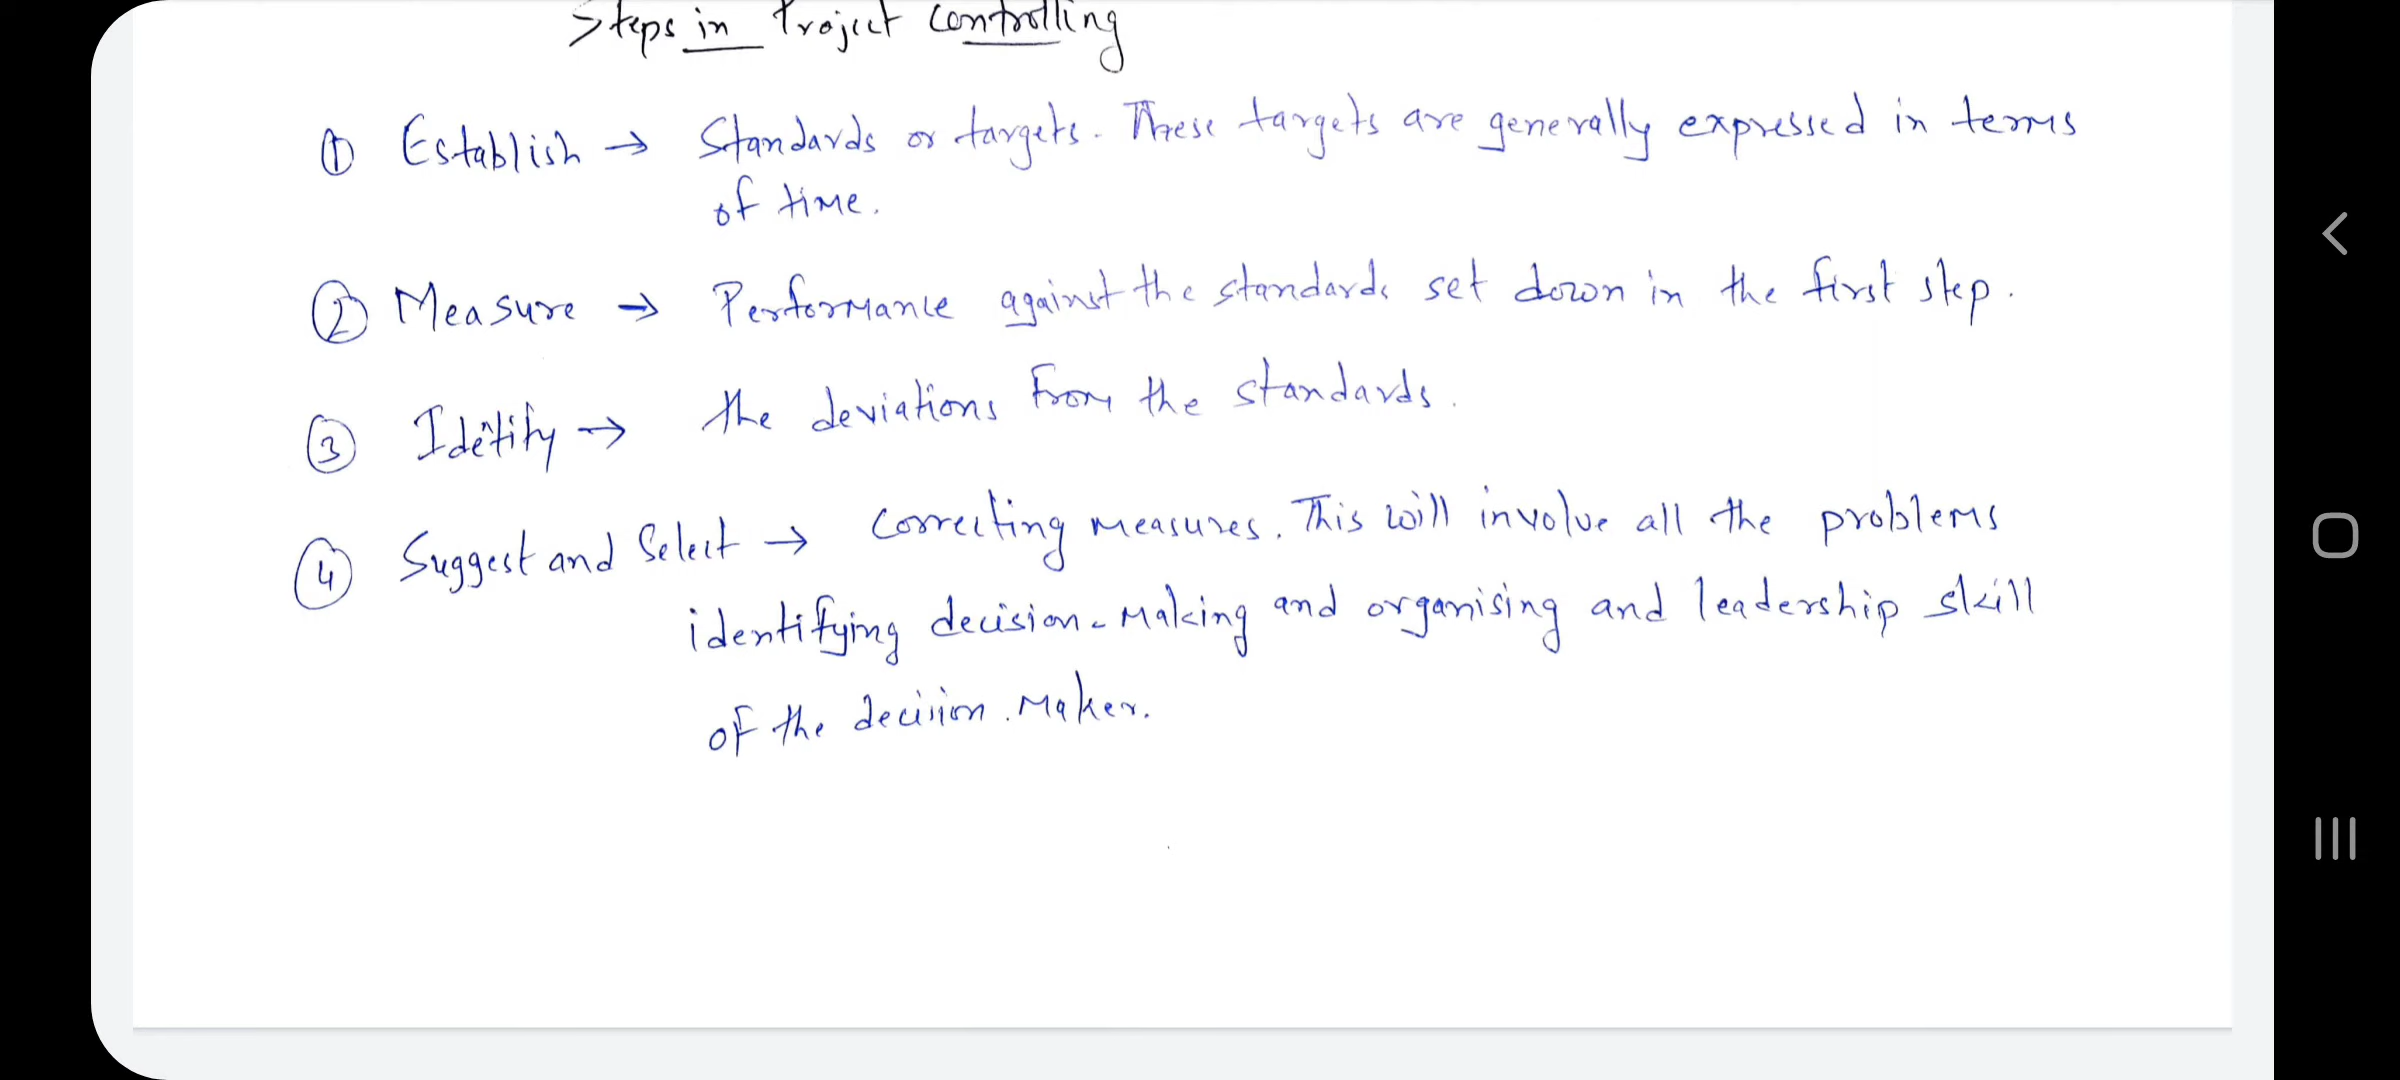 Steps in Project Controlling
① Establish → Standards or targets. These targets are generally expressed in terms
of time.
② Measure → Performance against the standards set down in the first step.
③ Idetify → the deviations from the standards.
④ Suggest and Select → correcting measures. This will involve all the problems
identifying decision-making and organising and leadership skill
of the decision.maker.